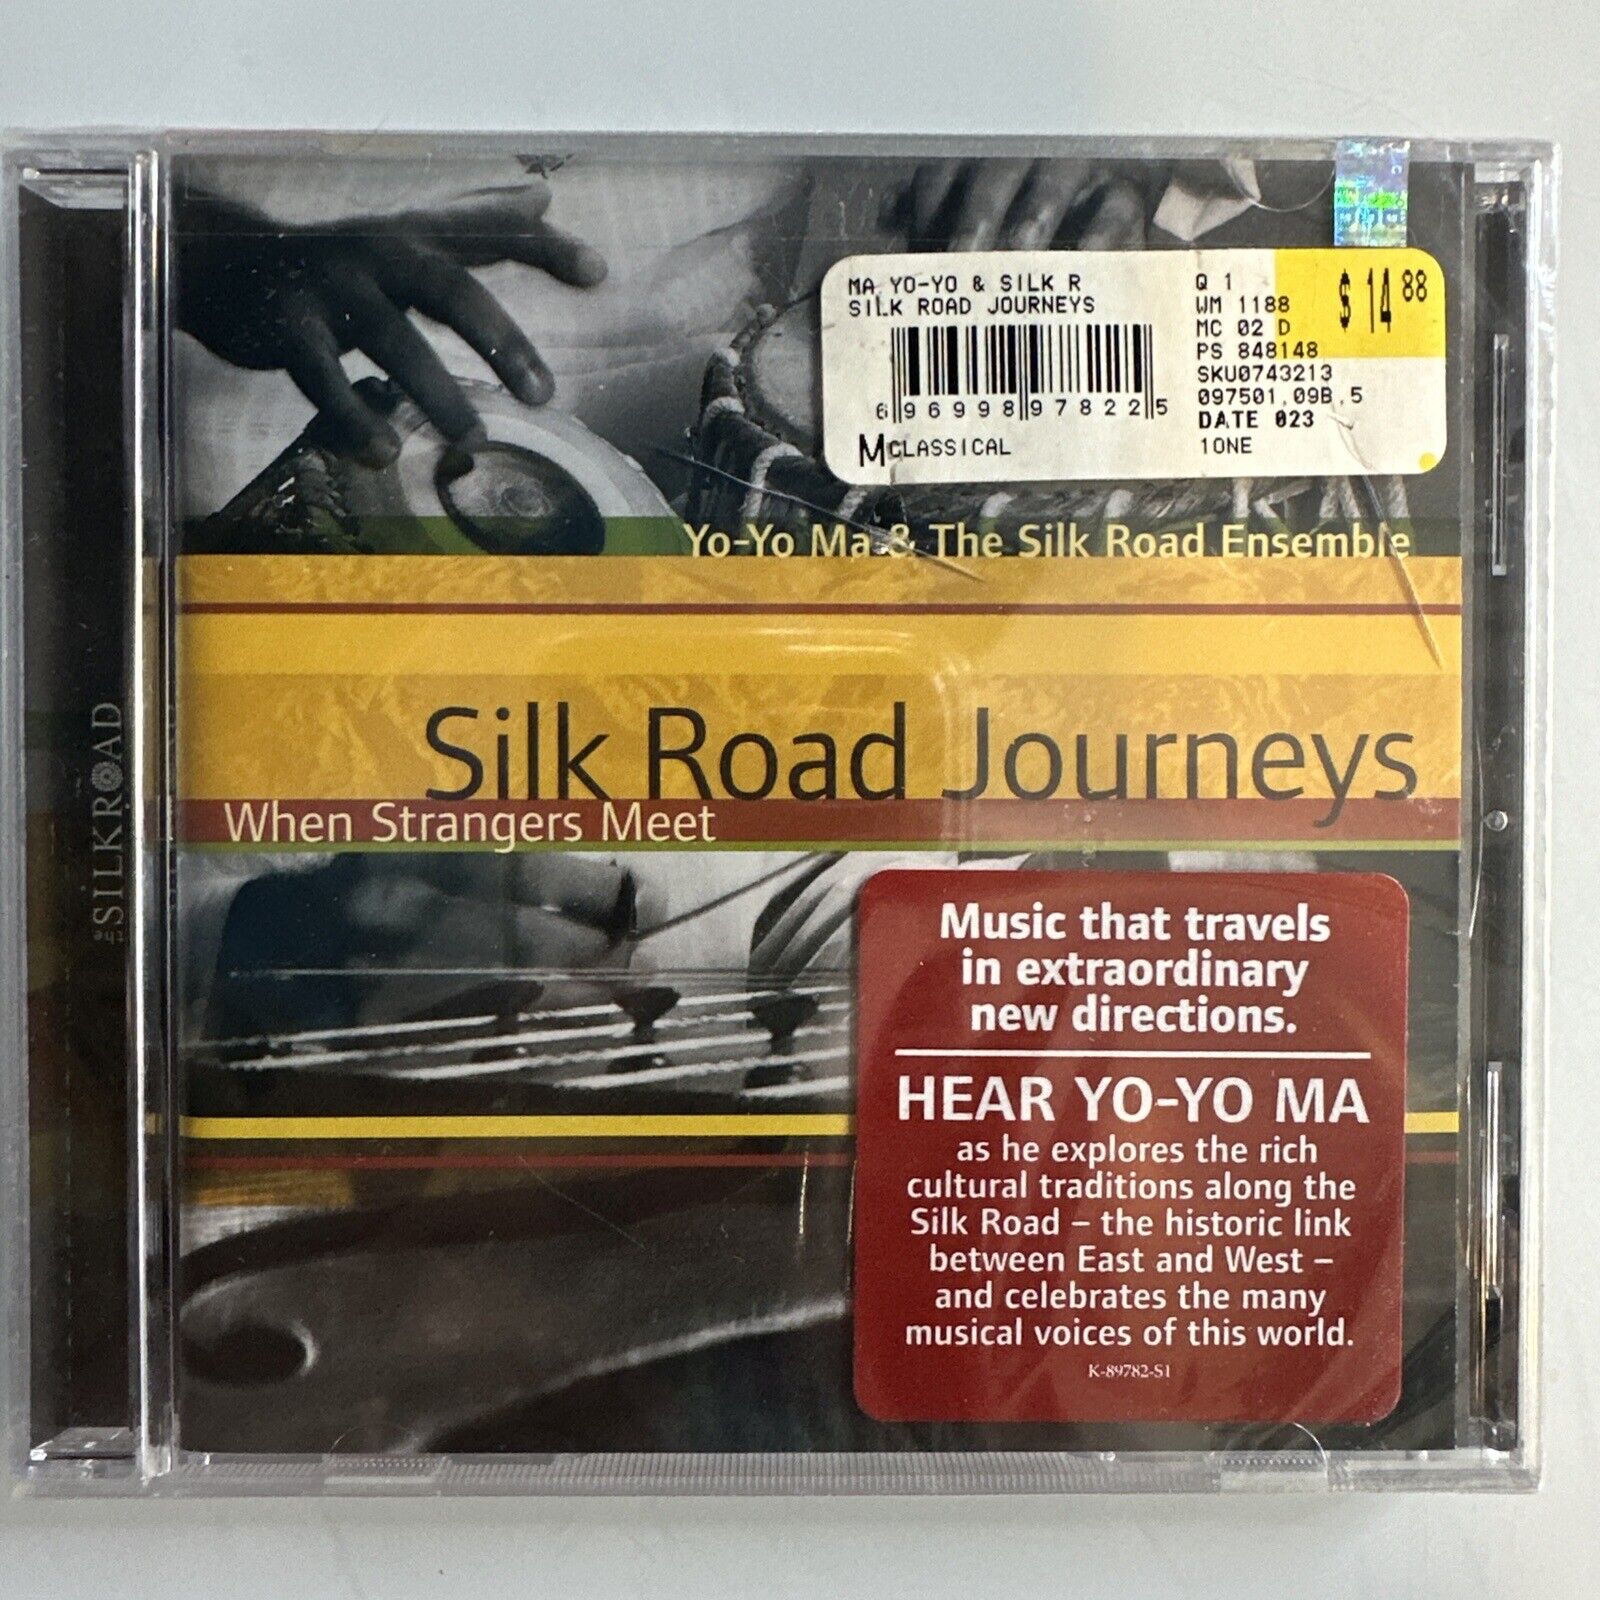 MA YO-YO & SILK R
SILK ROAD JOURNEYS
6 96998 97822 5
M CLASSICAL
Q 1
WM 1188
MC 02 D
PS 848148
SKU0743213
097501,09B,5
DATE 023
1ONE
$ 14 88
Yo-Yo Ma & The Silk Road Ensemble
Silk Road Journeys
When Strangers Meet
the SILKROAD
Music that travels
in extraordinary
new directions.
HEAR YO-YO MA
as he explores the rich
cultural traditions along the
Silk Road – the historic link
between East and West –
and celebrates the many
musical voices of this world.
K-89782-S1